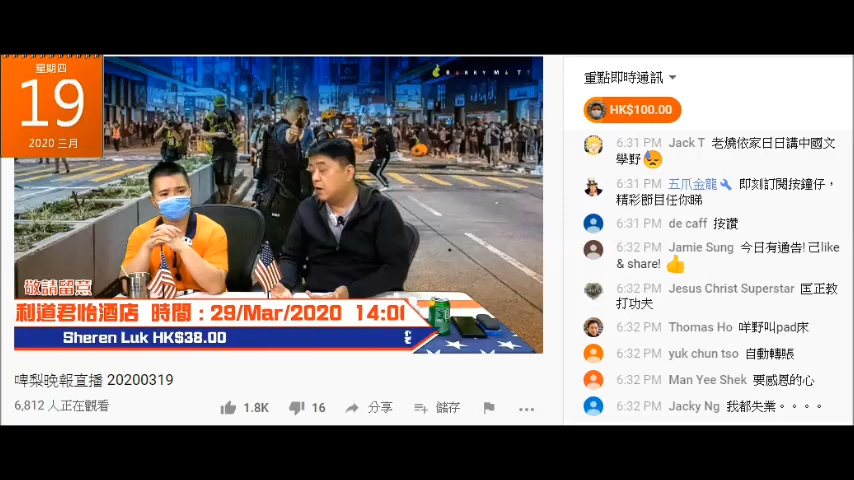 星期四
19
2020 三月
BARRYMA T
敬請留意
利道君怡酒店 時間：29/Mar/2020 14:00
Sheren Luk HK$38.00
啤梨晚報直播 20200319
6,812 人正在觀看
1.8K
16
分享
儲存
重點即時通訊
HK$100.00
6:31 PM Jack T 老燒依家日日講中國文
學野
6:31 PM 五爪金龍 即刻訂閱按鐘仔，
精彩節目任你睇
6:31 PM de caff 按讚
6:32 PM Jamie Sung 今日有通告! 己like
& share!
6:32 PM Jesus Christ Superstar 匡正教
打功夫
6:32 PM Thomas Ho 咩野叫pad床
6:32 PM yuk chun tso 自動轉賬
6:32 PM Man Yee Shek 要感恩的心
6:32 PM Jacky Ng 我都失業。。。。